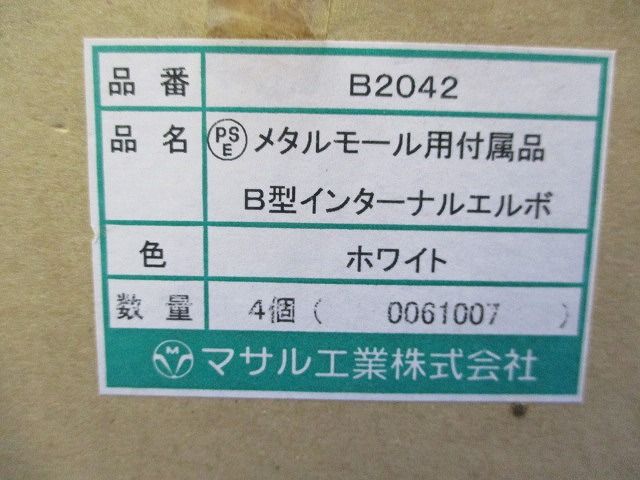 品番 B2042
品名 PSE メタルモール用付属品
B型インターナルエルボ
色 ホワイト
数量 4個 ( 0061007 )
マサル工業株式会社